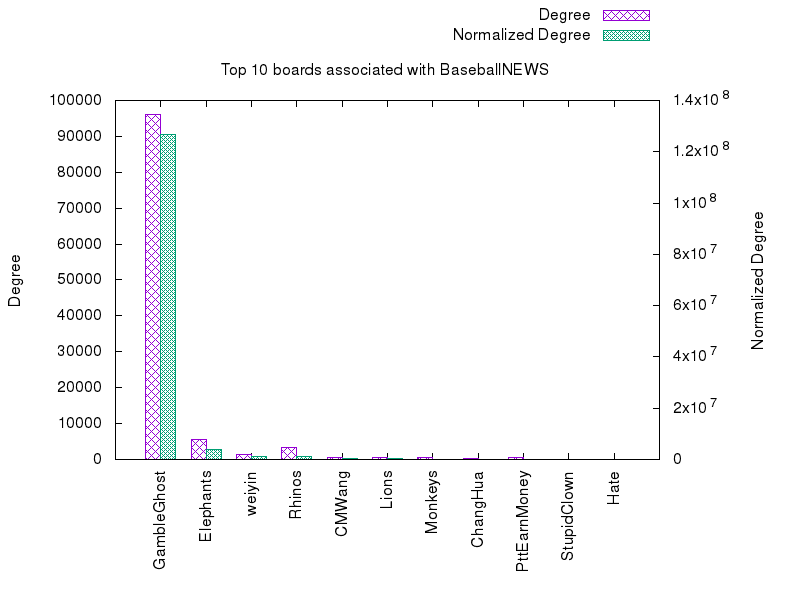 Degree
Normalized Degree
Top 10 boards associated with BaseballNEWS
100000
90000
80000
70000
60000
50000
40000
30000
20000
10000
0
1.4x10^8
1.2x10^8
1x10^8
8x10^7
6x10^7
4x10^7
2x10^7
0
Degree
Normalized Degree
GambleGhost
Elephants
weiyin
Rhinos
CMWang
Lions
Monkeys
ChangHua
PttEarnMoney
StupidClown
Hate